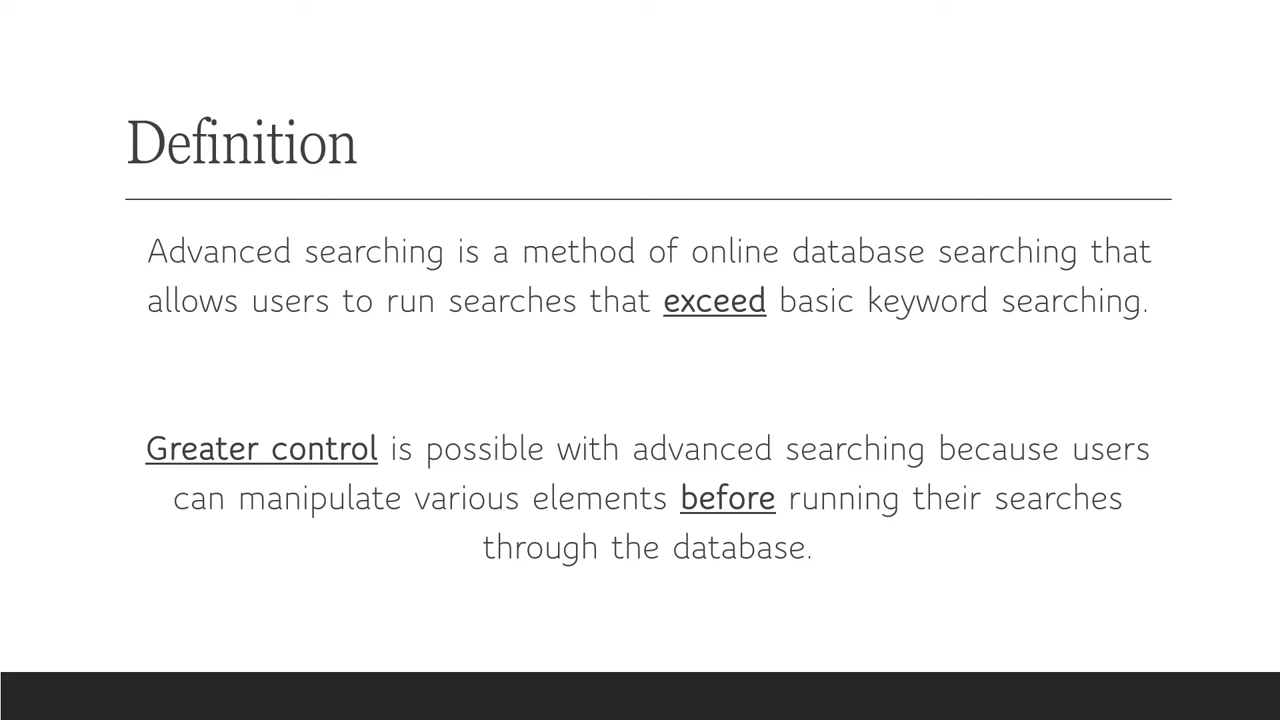 Definition
Advanced searching is a method of online database searching that
allows users to run searches that exceed basic keyword searching.
Greater control is possible with advanced searching because users
can manipulate various elements before running their searches
through the database.